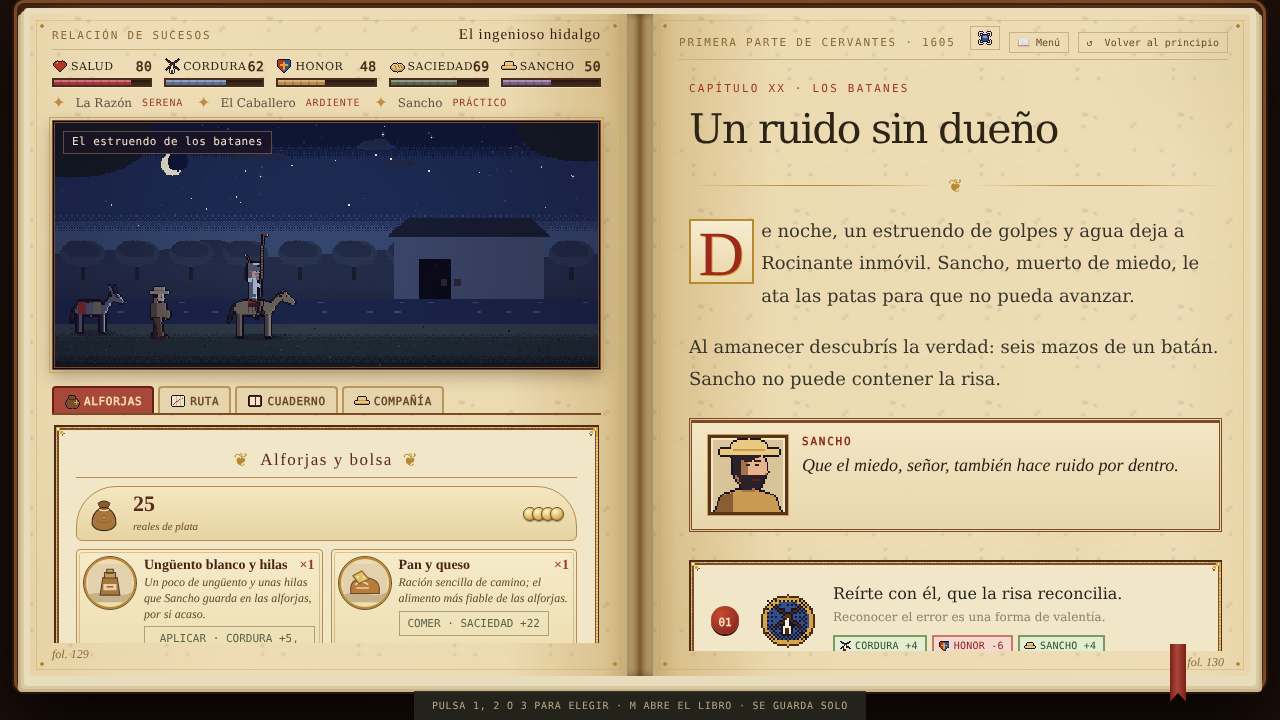 RELACIÓN DE SUCESOS
El ingenioso hidalgo
SALUD 80
CORDURA 62
HONOR 48
SACIEDAD 69
SANCHO 50
La Razón SERENA
El Caballero ARDIENTE
Sancho PRÁCTICO
El estruendo de los batanes
ALFORJAS
RUTA
CUADERNO
COMPAÑÍA
Alforjas y bolsa
25
reales de plata
Ungüento blanco y hilas ×1
Un poco de ungüento y unas hilas
que Sancho guarda en las alforjas,
por si acaso.
APLICAR · CORDURA +5,
Pan y queso ×1
Ración sencilla de camino; el
alimento más fiable de las alforjas.
COMER · SACIEDAD +22
fol. 129
PRIMERA PARTE DE CERVANTES · 1605
Menú
↺ Volver al principio
CAPÍTULO XX · LOS BATANES
Un ruido sin dueño
De noche, un estruendo de golpes y agua deja a
Rocinante inmóvil. Sancho, muerto de miedo, le
ata las patas para que no pueda avanzar.
Al amanecer descubrís la verdad: seis mazos de un batán.
Sancho no puede contener la risa.
SANCHO
Que el miedo, señor, también hace ruido por dentro.
01
Reírte con él, que la risa reconcilia.
Reconocer el error es una forma de valentía.
CORDURA +4
HONOR -6
SANCHO +4
fol. 130
PULSA 1, 2 O 3 PARA ELEGIR · M ABRE EL LIBRO · SE GUARDA SOLO